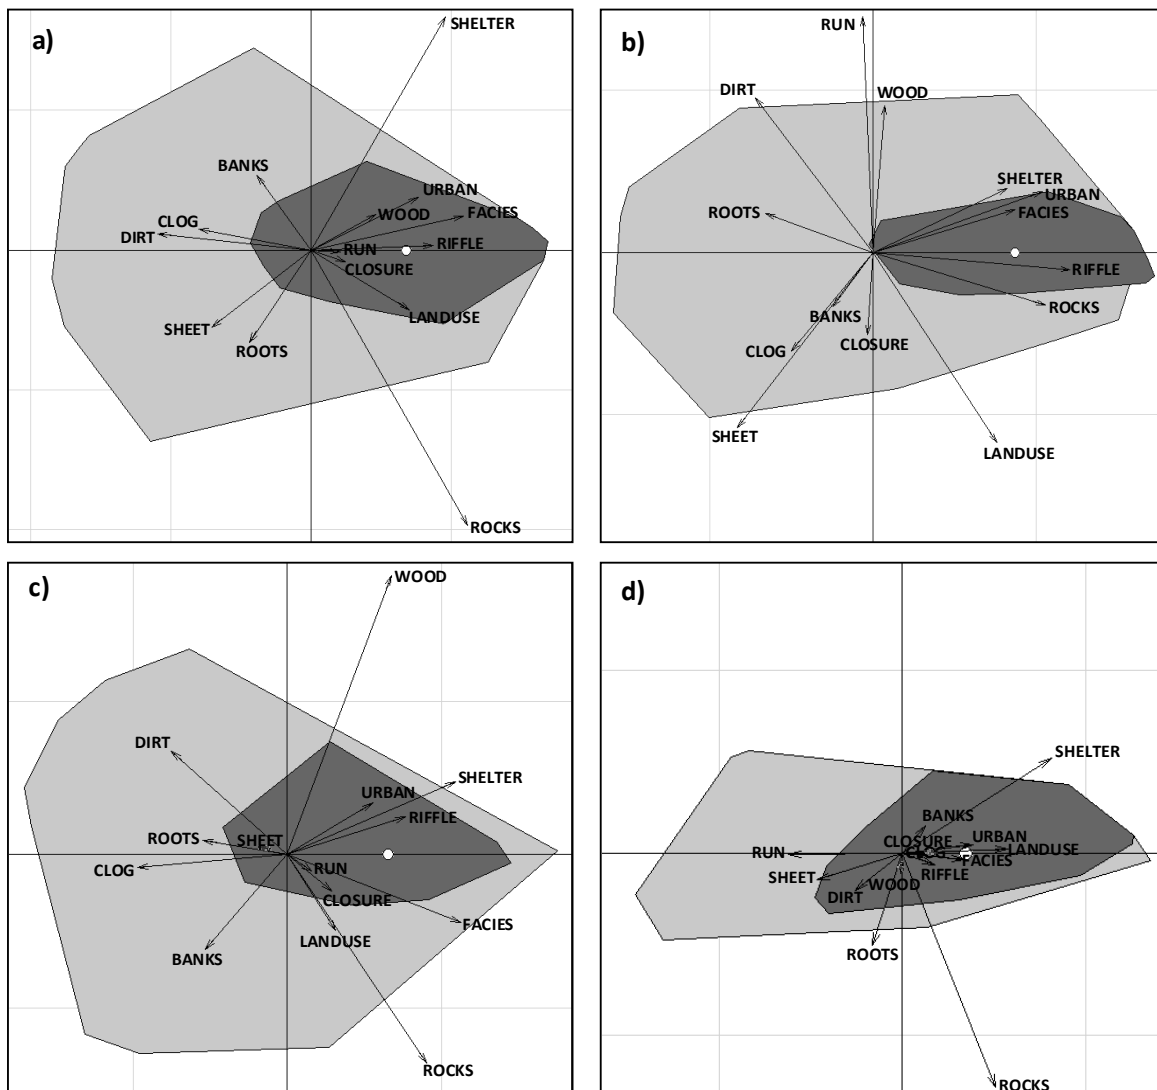 a)
SHELTER
BANKS
URBAN
CLOG
WOOD
FACIES
DIRT
RUN
RIFFLE
CLOSURE
SHEET
LANDUSE
ROOTS
ROCKS
b)
RUN
DIRT
WOOD
SHELTER
URBAN
ROOTS
FACIES
RIFFLE
BANKS
ROCKS
CLOG
CLOSURE
SHEET
LANDUSE
c)
WOOD
DIRT
SHELTER
URBAN
RIFFLE
ROOTS
SHEET
CLOG
RUN
CLOSURE
FACIES
LANDUSE
BANKS
ROCKS
d)
SHELTER
BANKS
CLOSURE
URBAN
RUN
CLOG
LANDUSE
FACIES
SHEET
RIFFLE
DIRT
WOOD
ROOTS
ROCKS